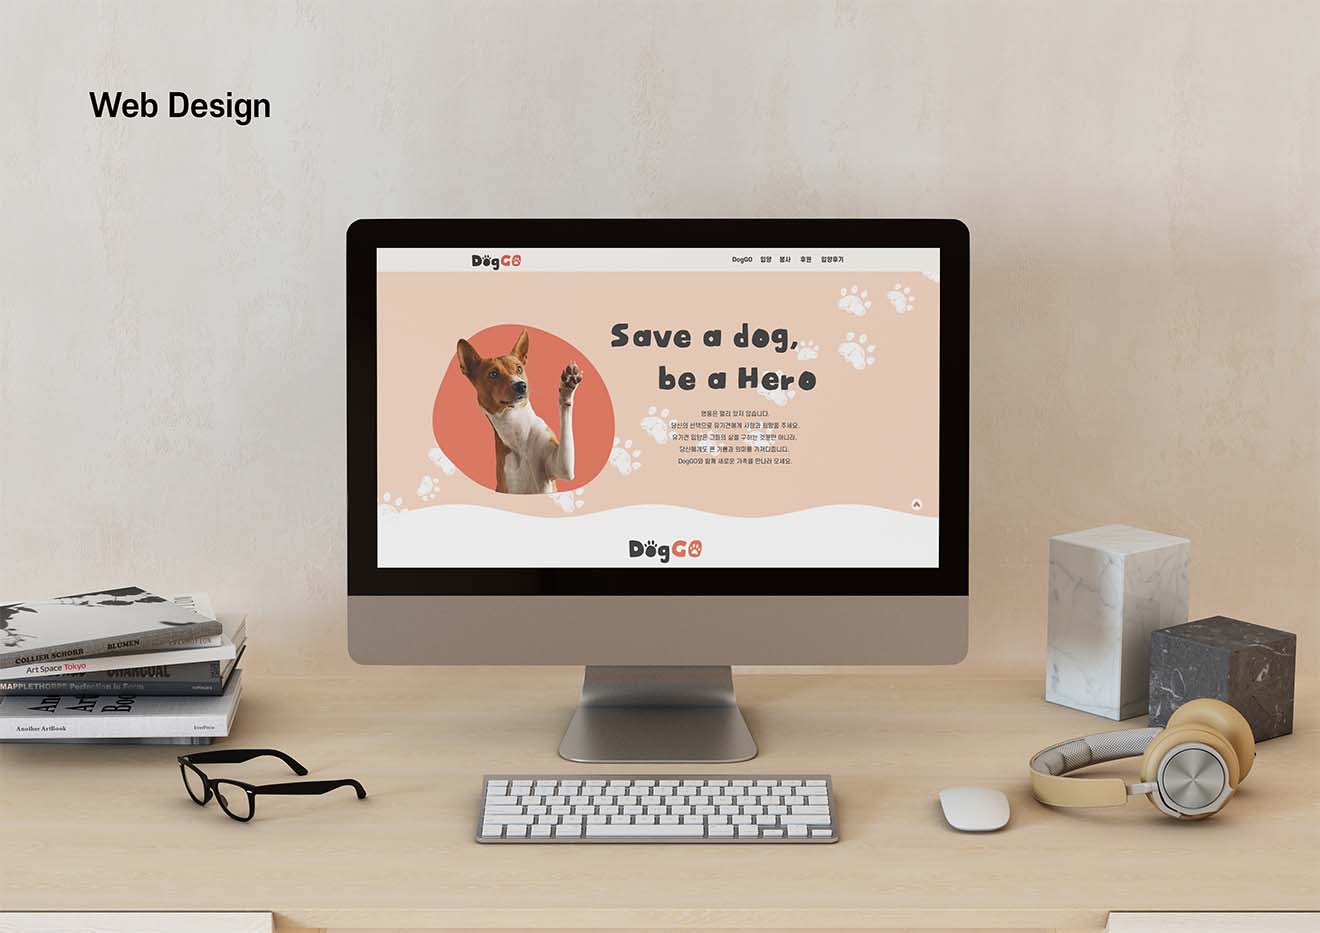 Web Design
DogGO
DogGO 입양 봉사 후원 입양후기
Save a dog,
be a Hero
영웅은 멀리 있지 않습니다.
당신의 선택으로 유기견에게 사랑과 희망을 주세요.
유기견 입양은 그들의 삶을 구하는 것뿐만 아니라,
당신에게도 큰 기쁨과 의미를 가져다줍니다.
DogGO와 함께 새로운 가족을 만나러 오세요.
DogGO
COLLIER SCHORR BLUMEN
Art Space Tokyo
CHARCOAL
MAPPLETHORPE Perfection in Form
Another Art Book